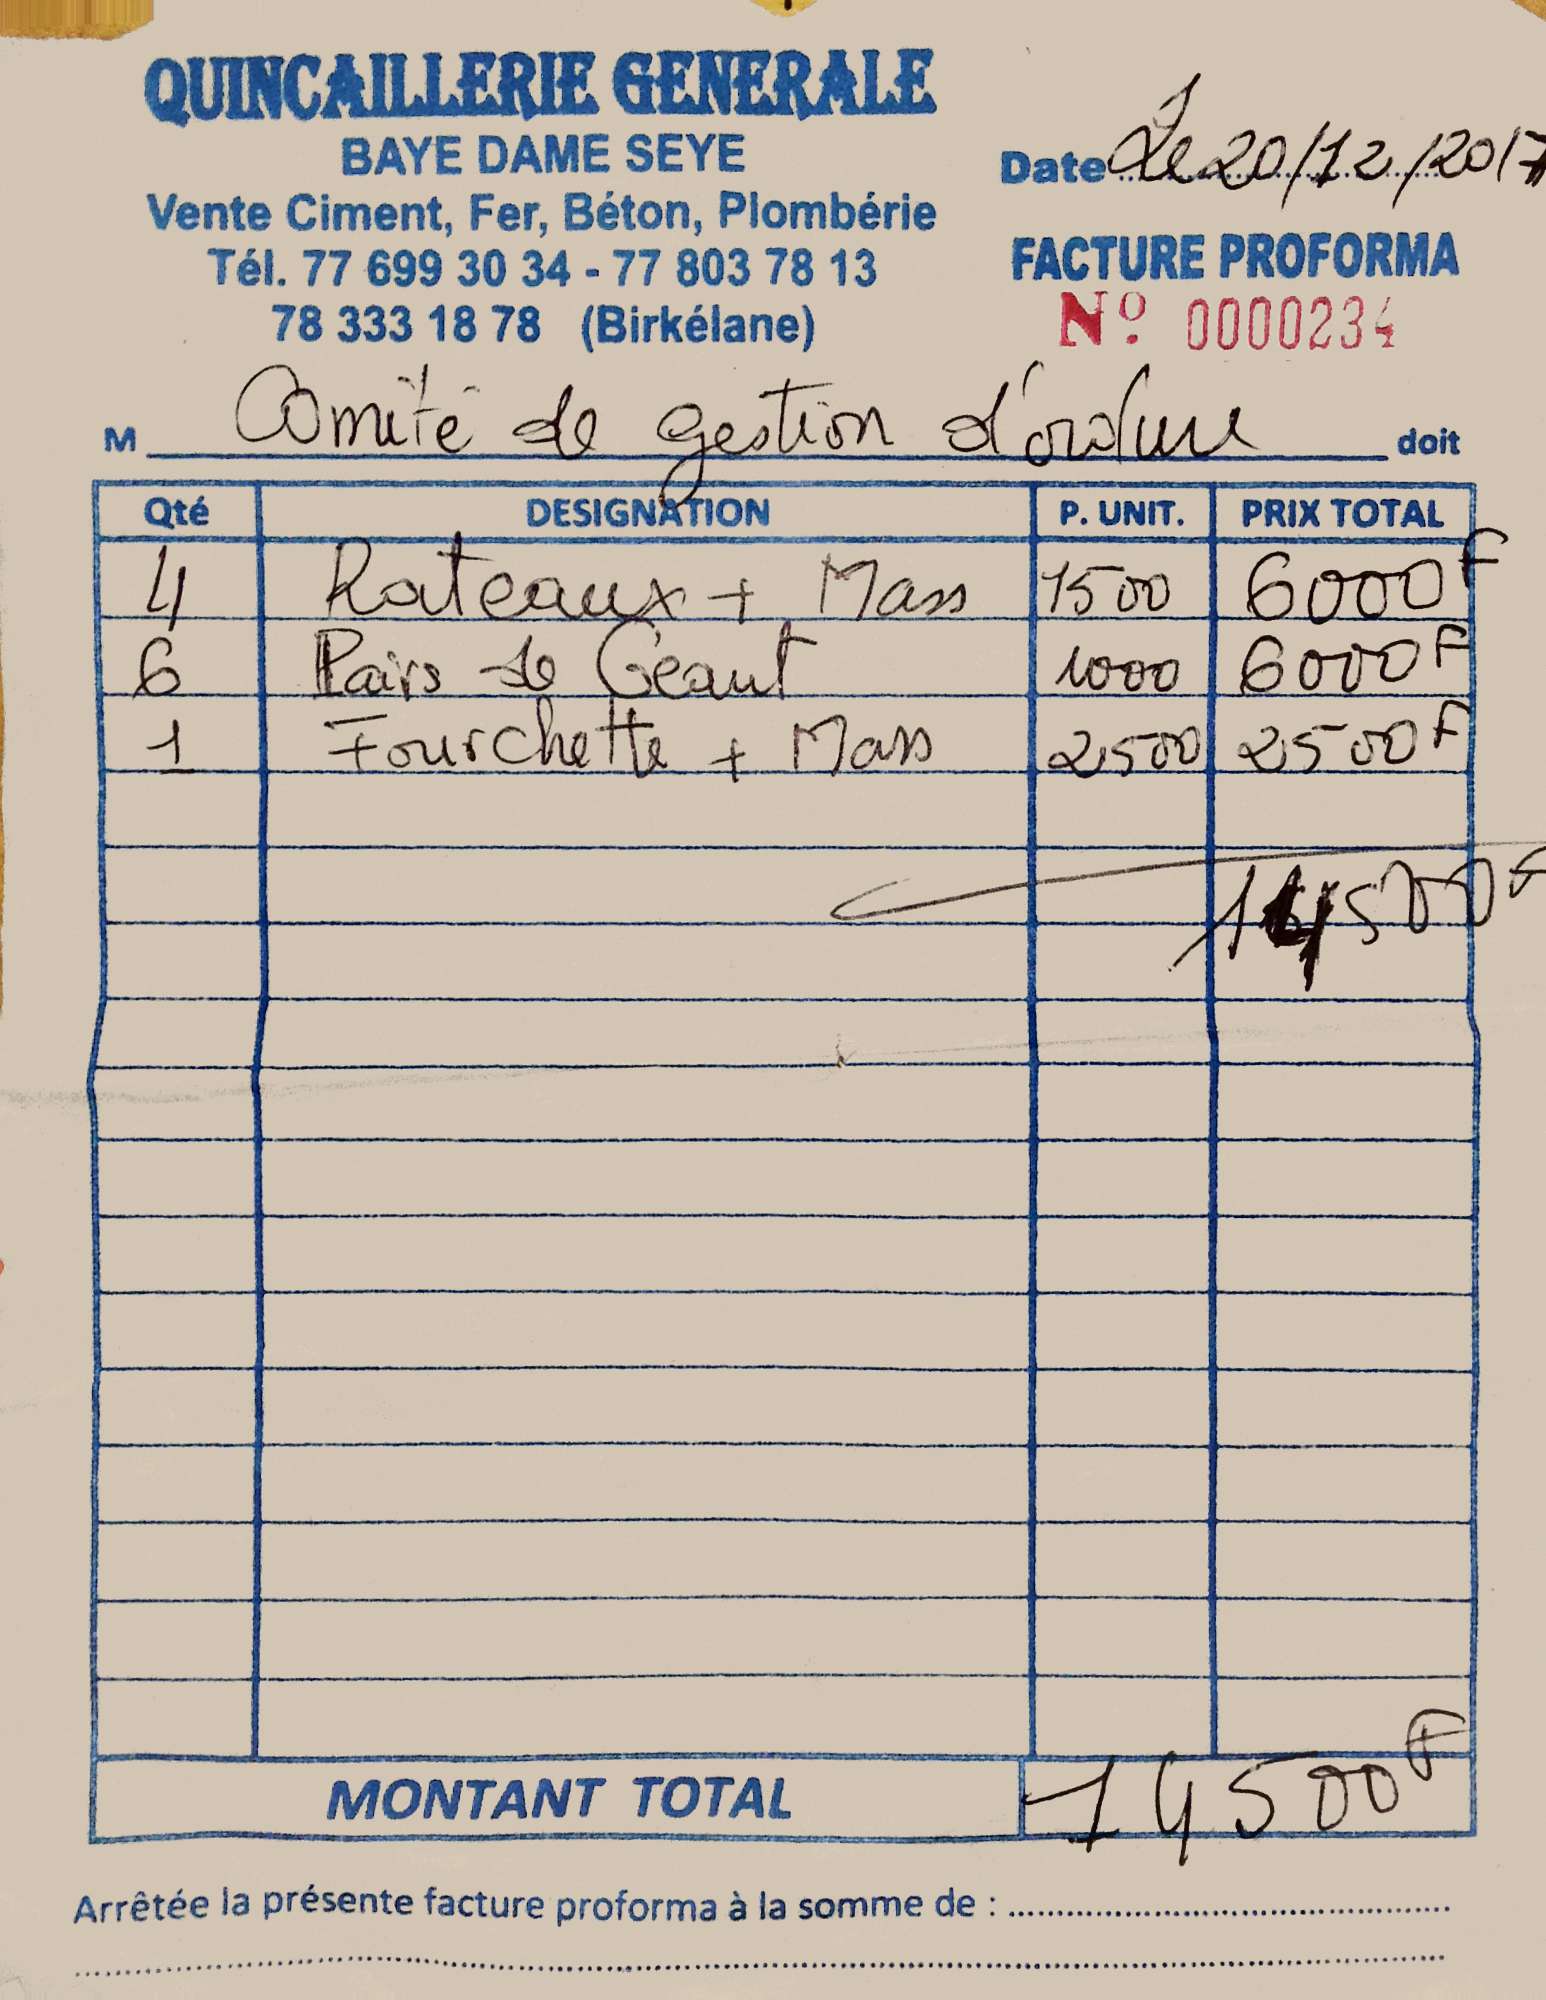 QUINCAILLERIE GENERALE
BAYE DAME SEYE
Vente Ciment, Fer, Béton, Plombérie
Tél. 77 699 30 34 - 77 803 78 13
78 333 18 78 (Birkélane)
Date Le 20/12/2017
FACTURE PROFORMA
Nº 0000234
M Comité de gestion d'ordure doit
Qté DESIGNATION P. UNIT. PRIX TOTAL
4 Rateaux + Mass 1500 6000F
6 Pairs de Geant 1000 6000F
1 Fourchette + Mass 2500 2500F
14500F
MONTANT TOTAL 14500F
Arrêtée la présente facture proforma à la somme de :